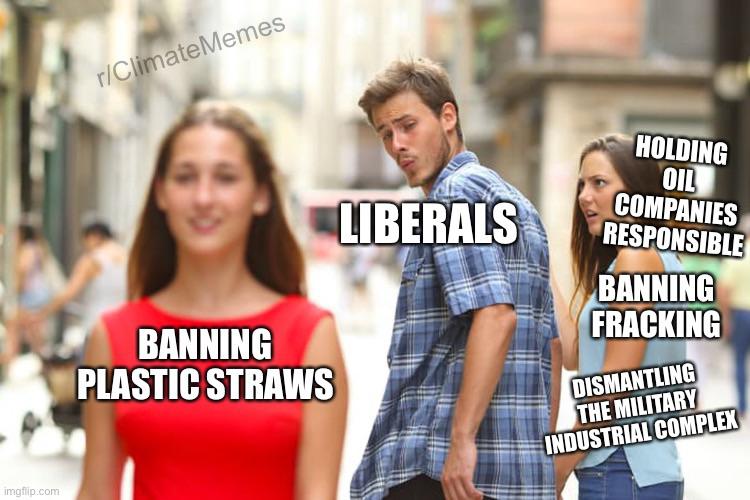 r/ClimateMemes
LIBERALS
HOLDING
OIL
COMPANIES
RESPONSIBLE
BANNING
FRACKING
DISMANTLING
THE MILITARY
INDUSTRIAL COMPLEX
BANNING
PLASTIC STRAWS
imgflip.com